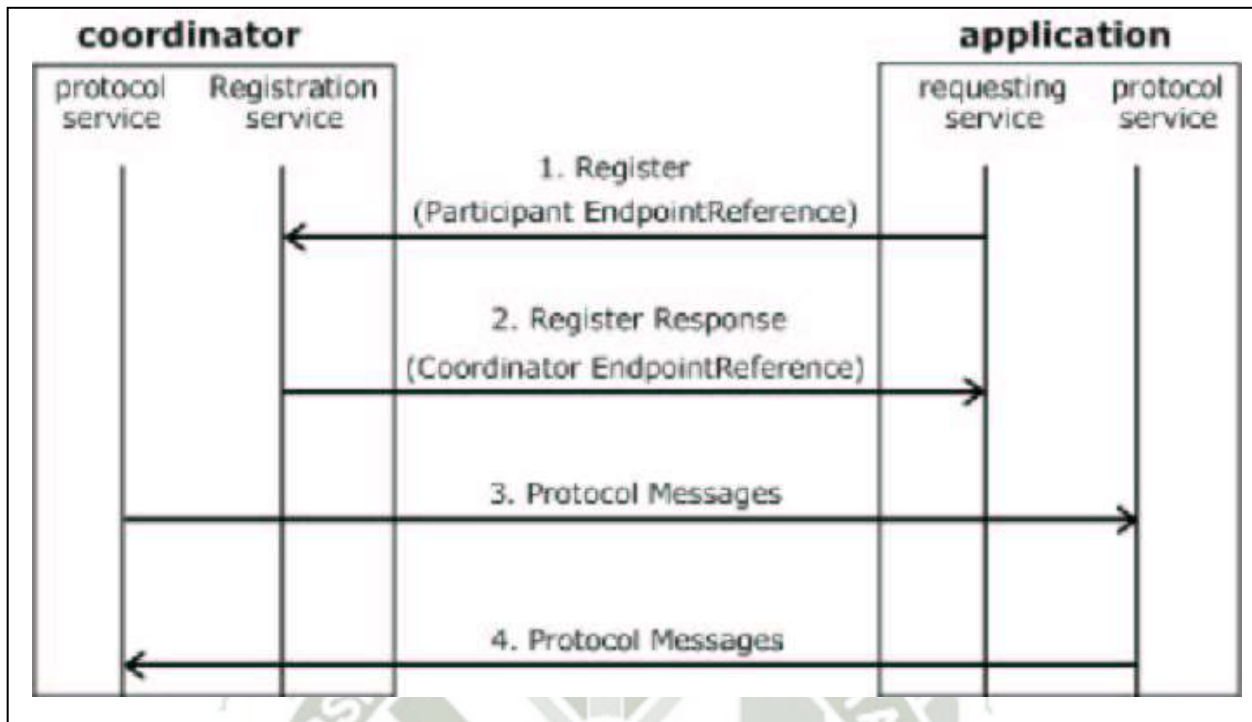 coordinator
application
protocol service
Registration service
requesting service
protocol service
1. Register
(Participant EndpointReference)
2. Register Response
(Coordinator EndpointReference)
3. Protocol Messages
4. Protocol Messages